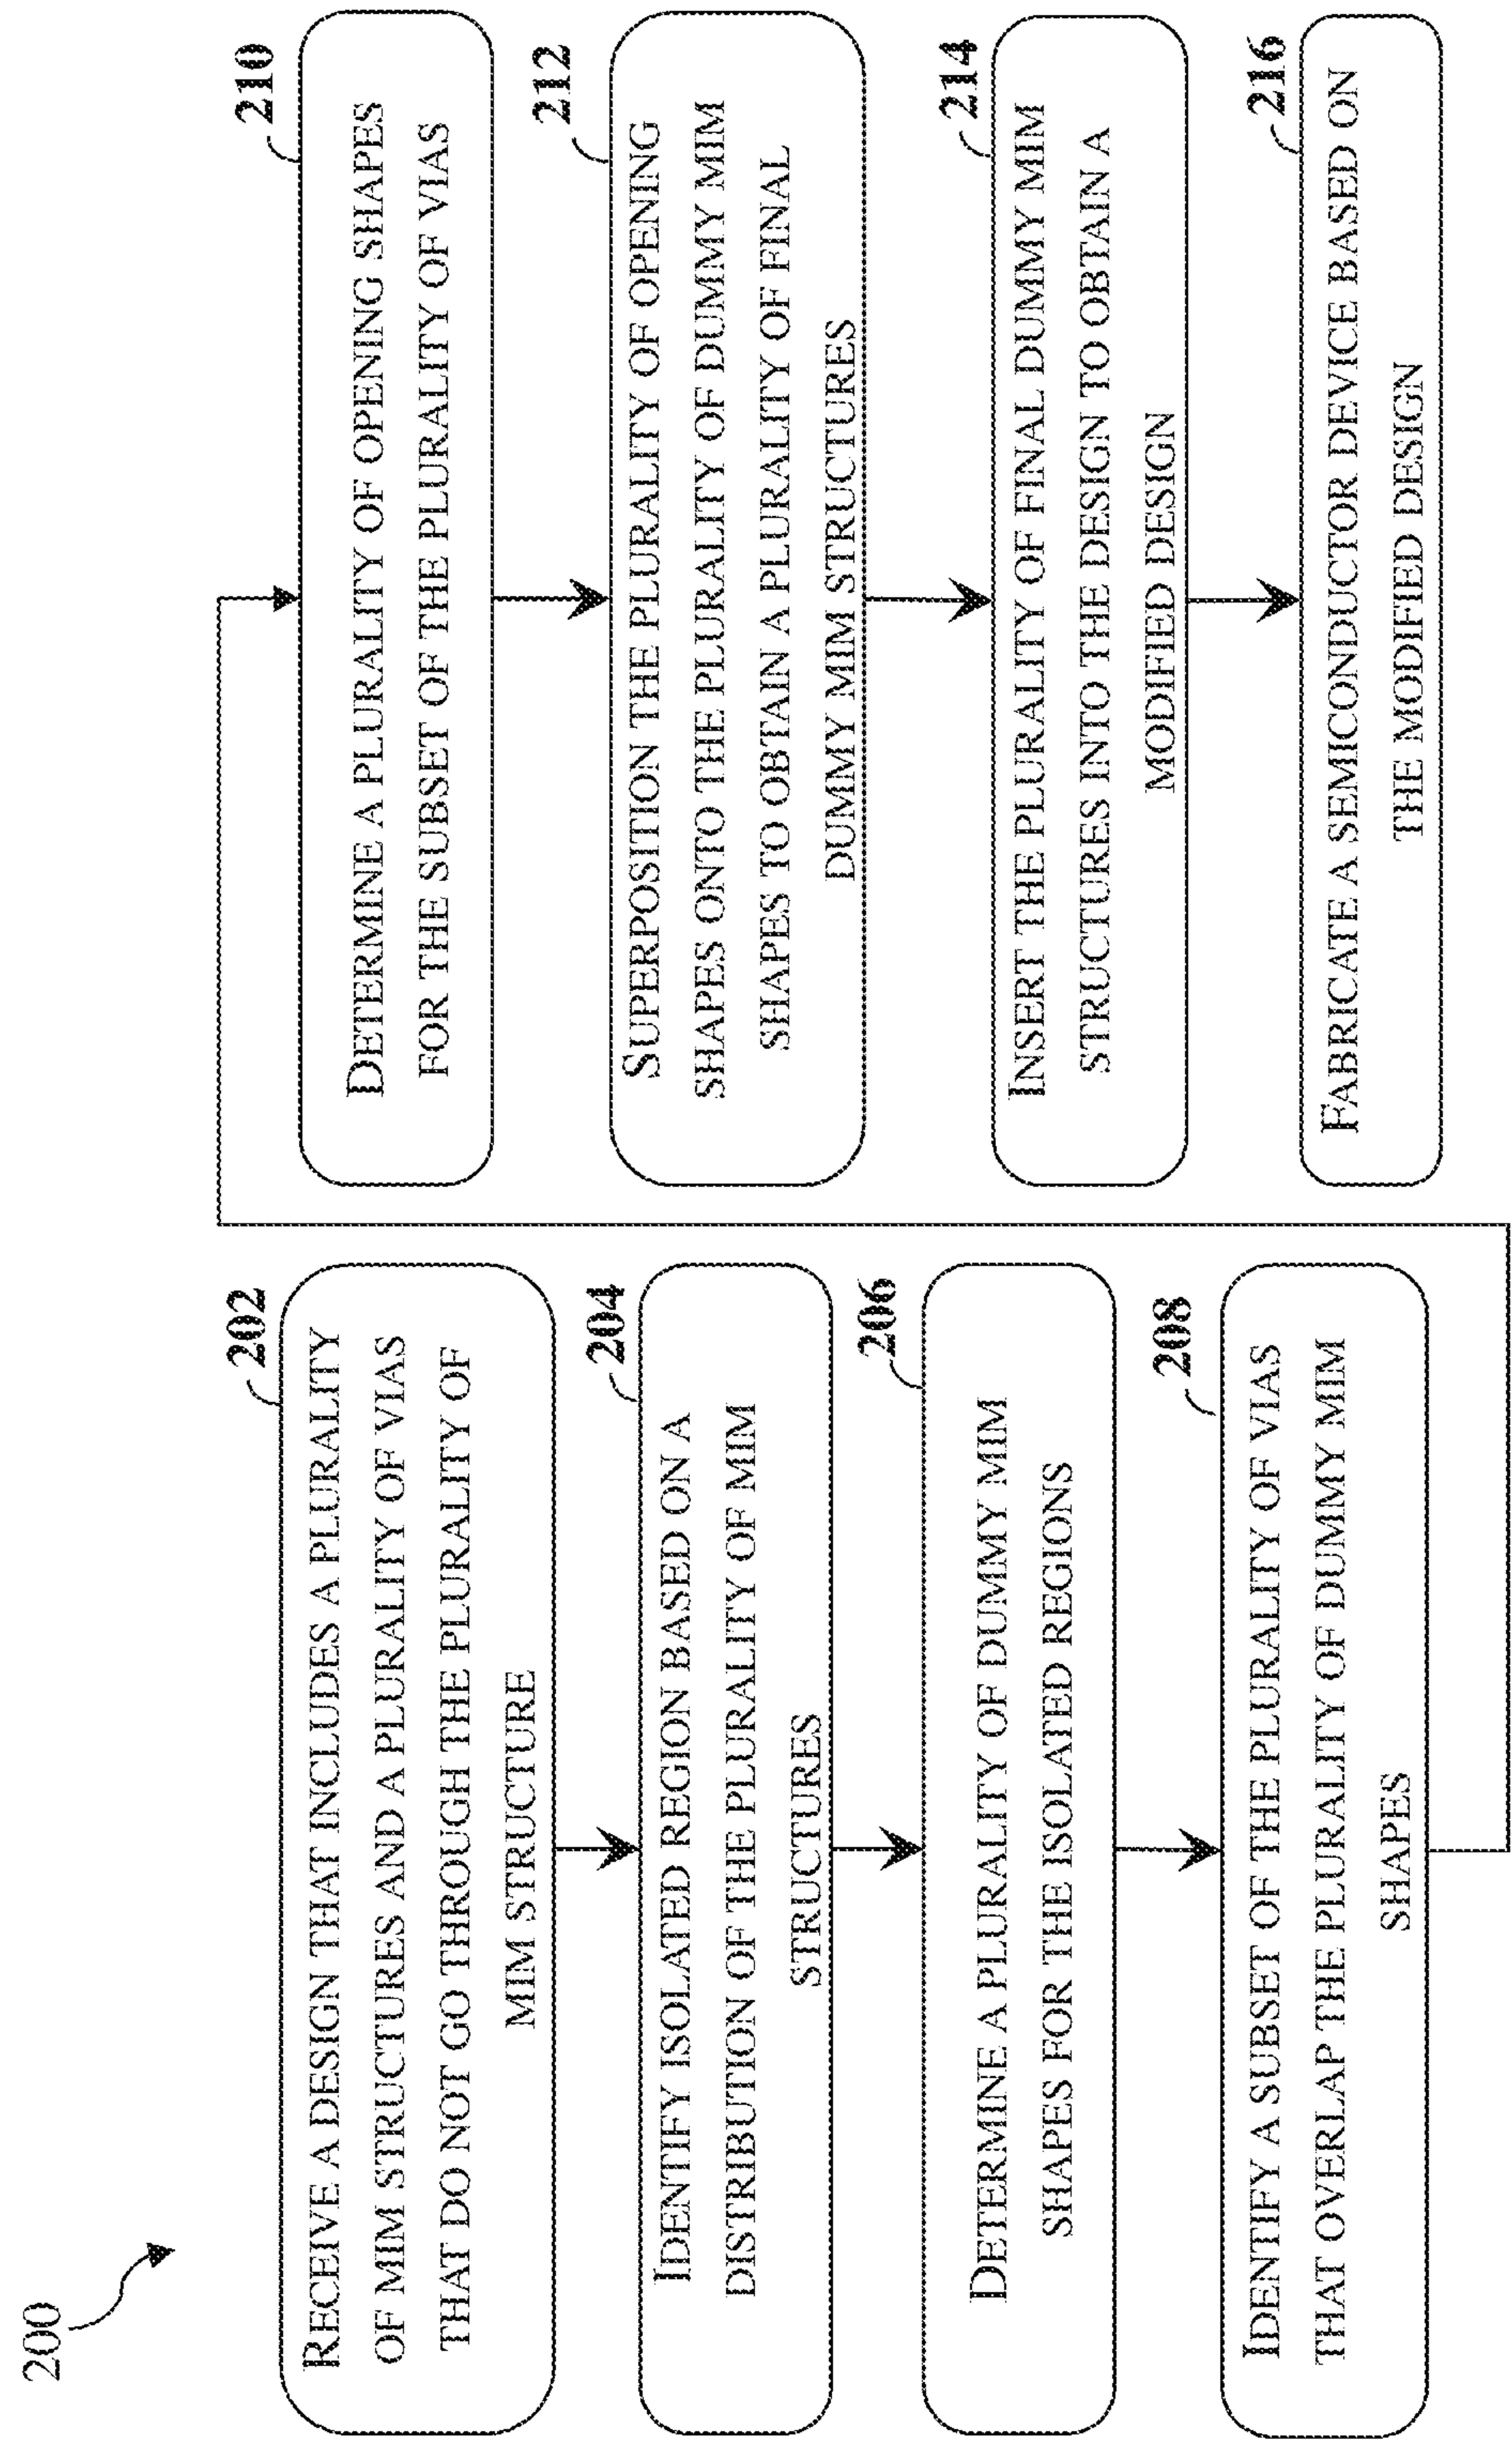 200
202
RECEIVE A DESIGN THAT INCLUDES A PLURALITY
OF MIM STRUCTURES AND A PLURALITY OF VIAS
THAT DO NOT GO THROUGH THE PLURALITY OF
MIM STRUCTURE
204
IDENTIFY ISOLATED REGION BASED ON A
DISTRIBUTION OF THE PLURALITY OF MIM
STRUCTURES
206
DETERMINE A PLURALITY OF DUMMY MIM
SHAPES FOR THE ISOLATED REGIONS
208
IDENTIFY A SUBSET OF THE PLURALITY OF VIAS
THAT OVERLAP THE PLURALITY OF DUMMY MIM
SHAPES
210
DETERMINE A PLURALITY OF OPENING SHAPES
FOR THE SUBSET OF THE PLURALITY OF VIAS
212
SUPERPOSITION THE PLURALITY OF OPENING
SHAPES ONTO THE PLURALITY OF DUMMY MIM
SHAPES TO OBTAIN A PLURALITY OF FINAL
DUMMY MIM STRUCTURES
214
INSERT THE PLURALITY OF FINAL DUMMY MIM
STRUCTURES INTO THE DESIGN TO OBTAIN A
MODIFIED DESIGN
216
FABRICATE A SEMICONDUCTOR DEVICE BASED ON
THE MODIFIED DESIGN